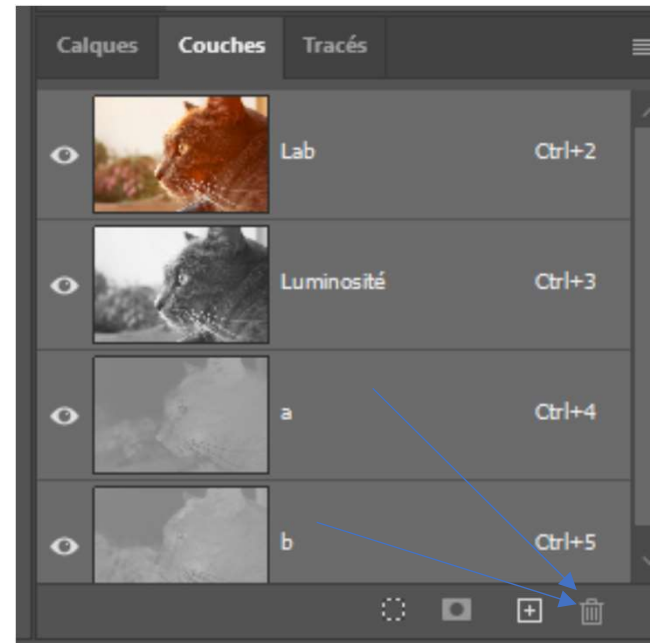 Calques Couches Tracés
Lab Ctrl+2
Luminosité Ctrl+3
a Ctrl+4
b Ctrl+5